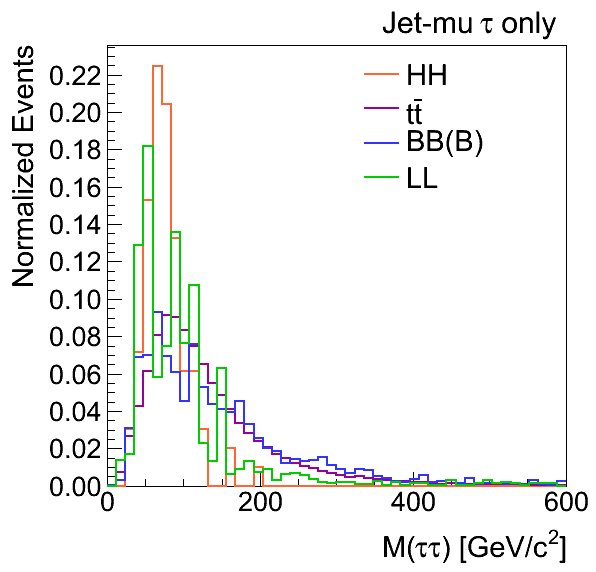 Jet-mu τ only
Normalized Events
HH
tt̄
BB(B)
LL
0.22
0.20
0.18
0.16
0.14
0.12
0.10
0.08
0.06
0.04
0.02
0.00
0 200 400 600
M(ττ) [GeV/c²]